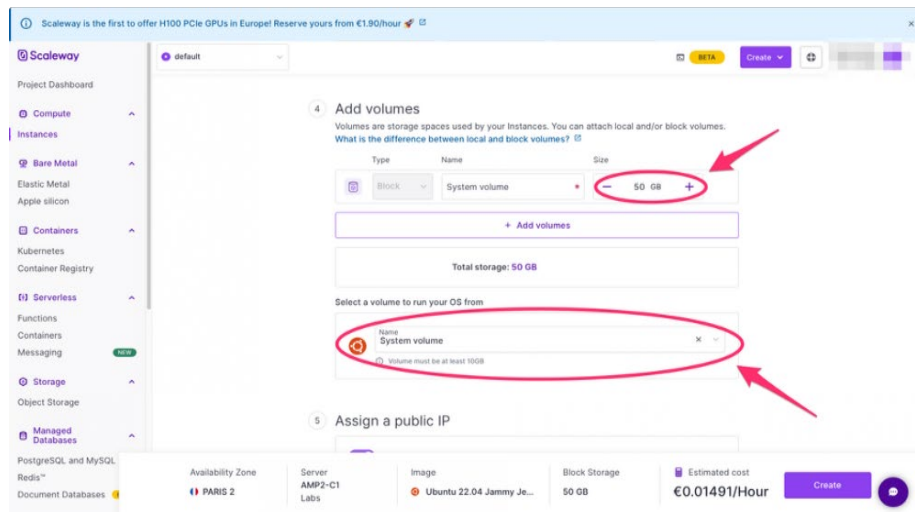 Scaleway is the first to offer H100 PCIe GPUs in Europe! Reserve yours from €1.90/hour 🚀
Scaleway
default
BETA
Create
Project Dashboard
Compute
Instances
Bare Metal
Elastic Metal
Apple silicon
Containers
Kubernetes
Container Registry
Serverless
Functions
Containers
Messaging
NEW
Storage
Object Storage
Managed
Databases
PostgreSQL and MySQL
Redis™
Document Databases
4 Add volumes
Volumes are storage spaces used by your Instances. You can attach local and/or block volumes.
What is the difference between local and block volumes?
Type Name Size
Block System volume 50 GB
+ Add volumes
Total storage: 50 GB
Select a volume to run your OS from
Name
System volume
Volume must be at least 10GB
5 Assign a public IP
Availability Zone
PARIS 2
Server
AMP2-C1
Labs
Image
Ubuntu 22.04 Jammy Je...
Block Storage
50 GB
Estimated cost
€0.01491/Hour
Create